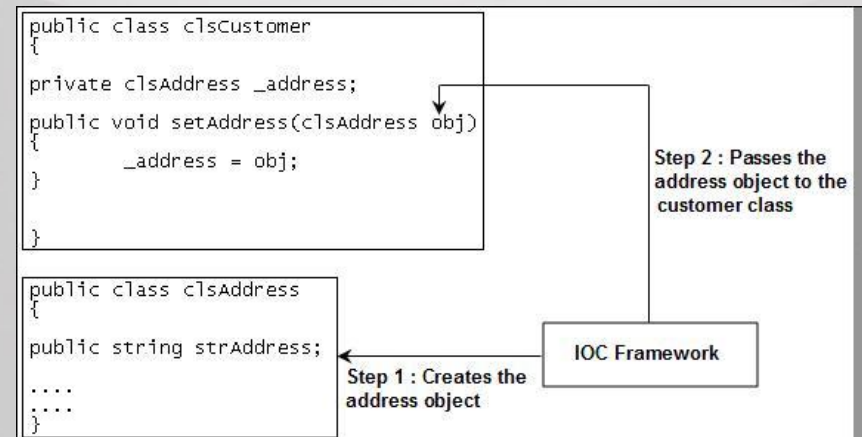 public class clsCustomer
{
private clsAddress _address;
public void setAddress(clsAddress obj)
{
_address = obj;
}
}
Step 2 : Passes the
address object to the
customer class
public class clsAddress
{
public string strAddress;
....
....
}
Step 1 : Creates the
address object
IOC Framework